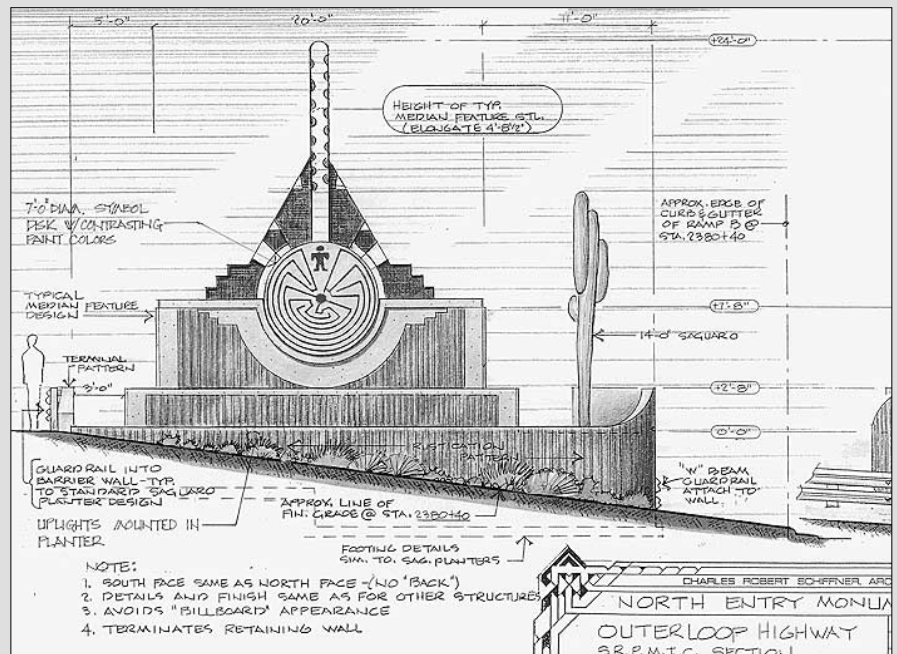 5'-0"
20'-0"
11'-0"
+24'-0"
HEIGHT OF TYP.
MEDIAN FEATURE STL.
(ELONGATE 4'-8½")
7'-0" DIAM. SYMBOL
DISK W/ CONTRASTING
PAINT COLORS
APPROX. EDGE OF
CURB & GUTTER
OF RAMP B @
STA. 2380+40
TYPICAL
MEDIAN FEATURE
DESIGN
+7'-8"
14'-0" SAGUARO
TERMINAL
PATTERN
3'-0"
+2'-8"
0'-0"
RUSTICATION
PATTERN
GUARDRAIL INTO
BARRIER WALL-TYP.
TO STANDARD SAGUARO
PLANTER DESIGN
"W" BEAM
GUARDRAIL
ATTACH TO
WALL
APPROX. LINE OF
FIN. GRADE @ STA. 2380+40
UPLIGHTS MOUNTED IN
PLANTER
FOOTING DETAILS
SIM. TO SAG. PLANTERS
NOTE:
1. SOUTH FACE SAME AS NORTH FACE -(NO "BACK")
2. DETAILS AND FINISH SAME AS FOR OTHER STRUCTURES
3. AVOIDS "BILLBOARD" APPEARANCE
4. TERMINATES RETAINING WALL
CHARLES ROBERT SCHIFFNER, ARC
NORTH ENTRY MONUM
OUTERLOOP HIGHWAY
S.R.P.M.I.C. SECTION